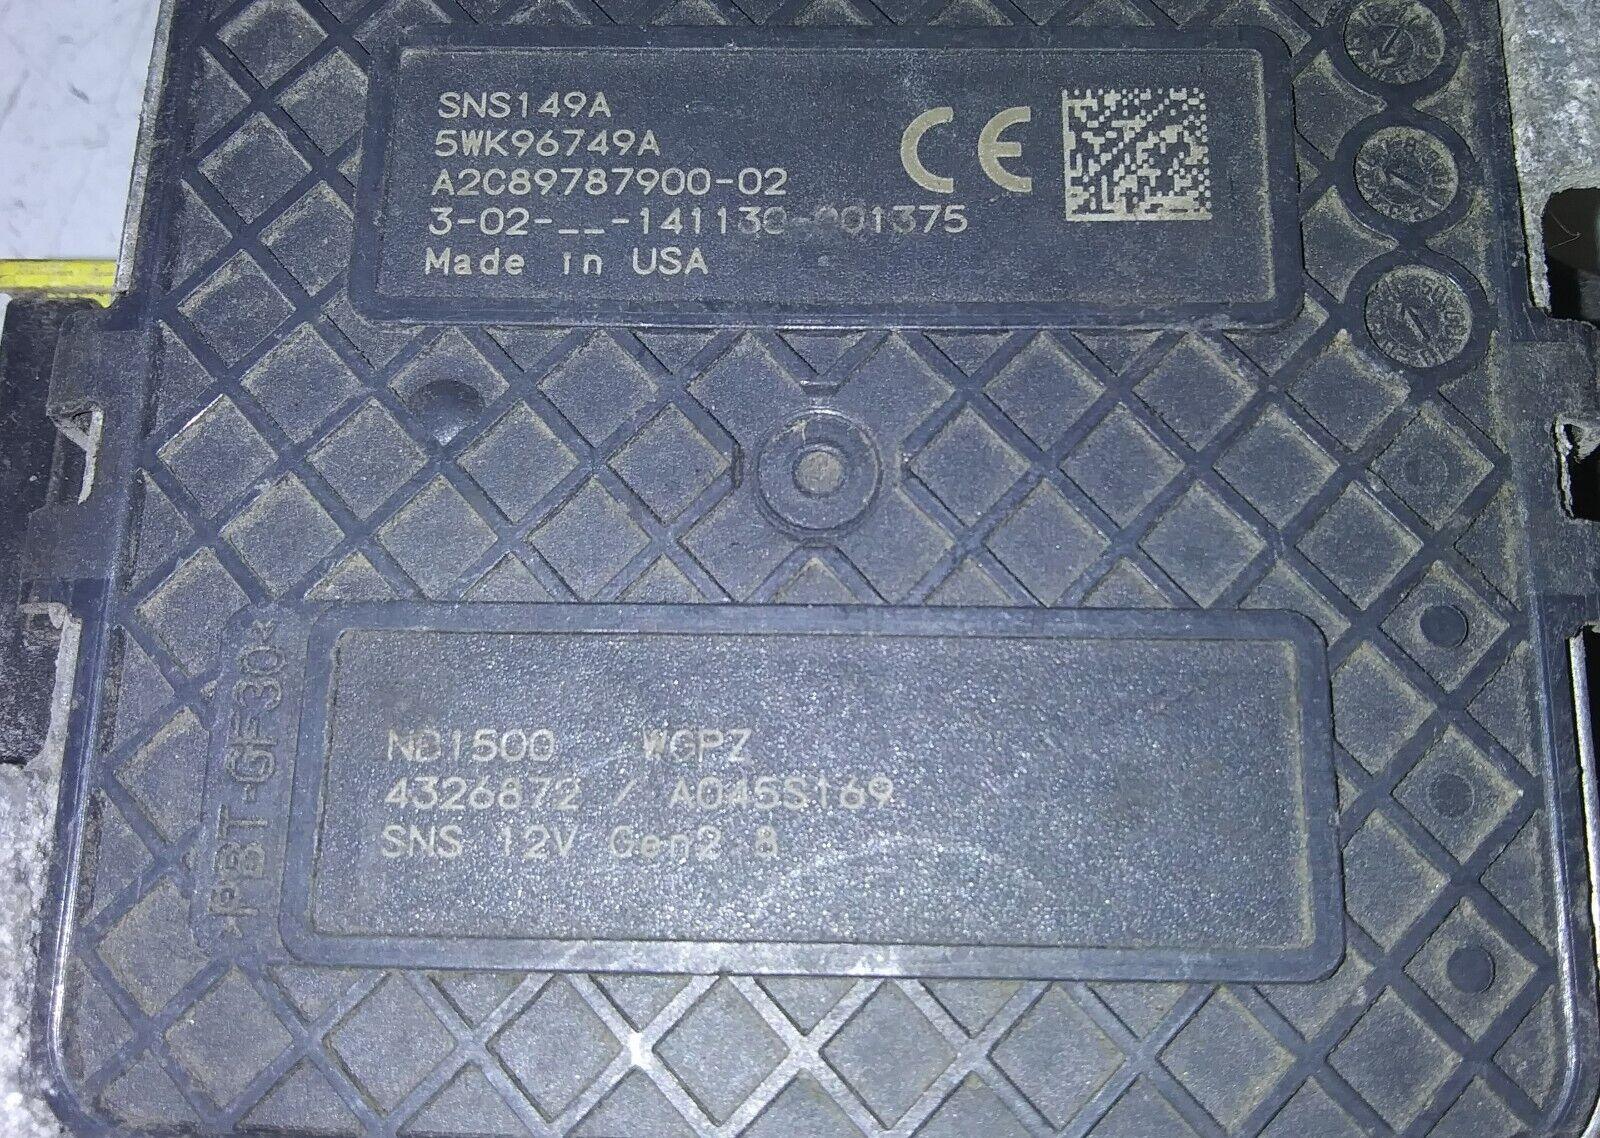 SNS149A
5WK96749A
A2C89787900-02
3-02-__-141130-001375
Made in USA
CE
>PBT-GF30<
WGPZ
4326872 / A045S169
SNS 12V Gen2.8